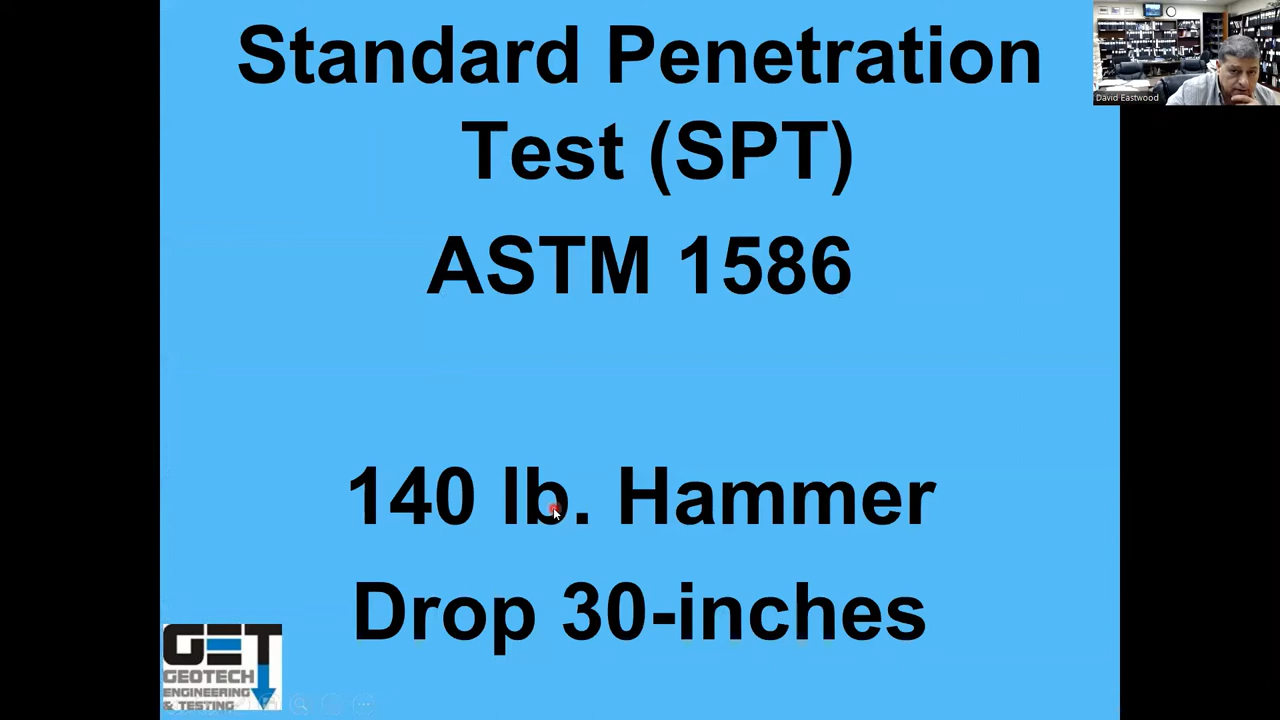 Standard Penetration
Test (SPT)
ASTM 1586
140 lb. Hammer
Drop 30-inches
GET
GEOTECH
ENGINEERING
& TESTING
David Eastwood